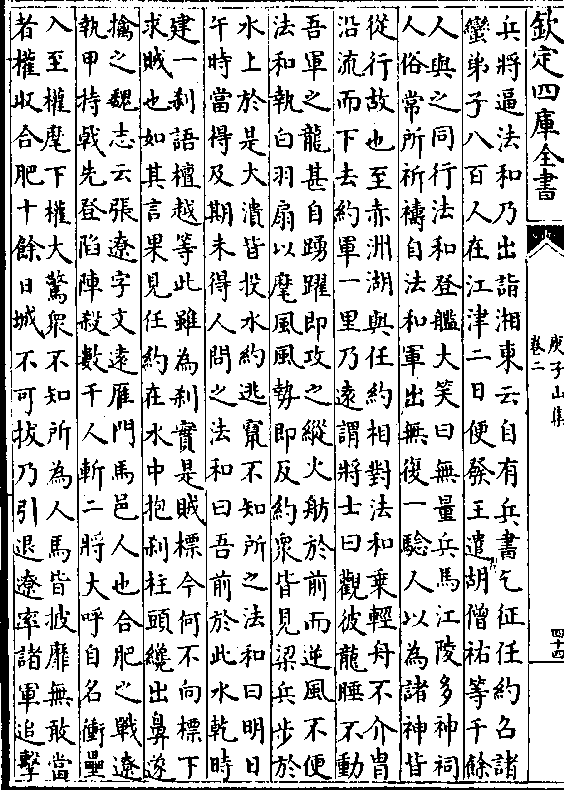 欽定四庫全書
庾子山集
卷二
四十四
兵將逼法和乃出詣湘東云自有兵書乞征任約召諸
蠻弟子八百人在江津二日便發王遣胡僧祐等千餘
人與之同行法和登艦大笑曰無量兵馬江陵多神祠
人俗常所祈禱自法和軍出無復一驗人以為諸神皆
從行故也至赤洲湖與任約相對法和乗輕舟不介胄
沿流而下去約軍一里乃還謂將士曰觀彼龍睡不動
吾軍之龍甚自踴躍即攻之縱火舫於前而逆風不便
法和執白羽扇以麾風風勢即反約衆皆見梁兵步於
水上於是大潰皆投水約逃竄不知所之法和曰明日
午時當得及期未得人問之法和曰吾前於此水乾時
建一刹語檀越等此雖為刹實是賊標今何不向標下
求賊也如其言果見任約在水中抱刹柱頭纔出鼻遂
擒之魏志云張遼字文遠雁門馬邑人也合肥之戰遼
執甲持戟先登陷陣殺數千人斬二將大呼自名衝壘
入至權麾下權大驚衆不知所為人馬皆披靡無敢當
者權収合肥十餘日城不可拔乃引退遼率諸軍追擊